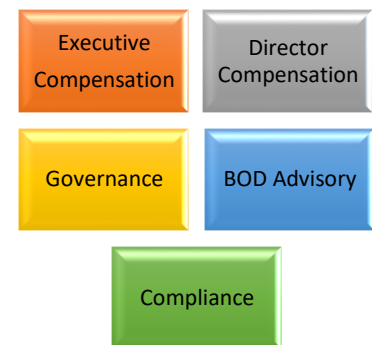 Executive
Compensation
Director
Compensation
Governance
BOD Advisory
Compliance